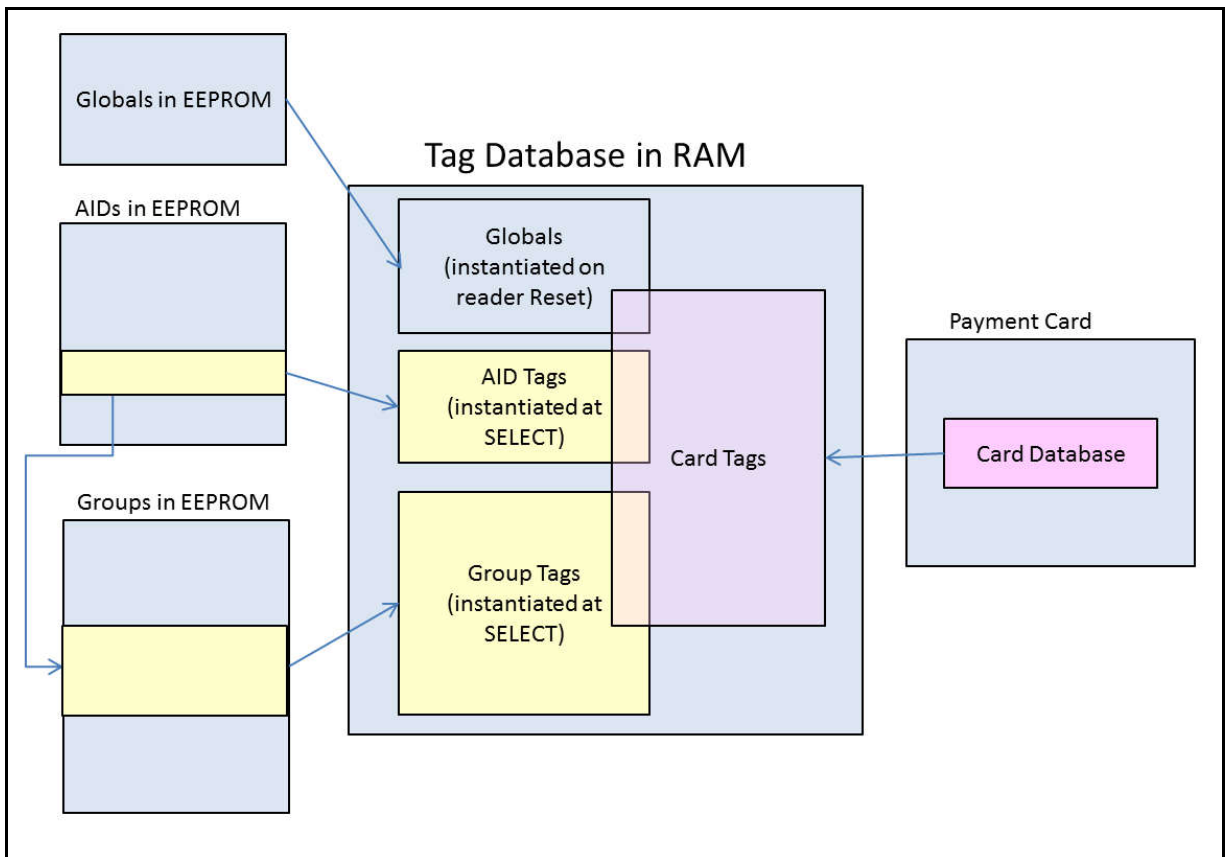 Globals in EEPROM
Tag Database in RAM
AIDs in EEPROM
Globals
(instantiated on
reader Reset)
Payment Card
AID Tags
(instantiated at
SELECT)
Card Tags
Card Database
Groups in EEPROM
Group Tags
(instantiated at
SELECT)